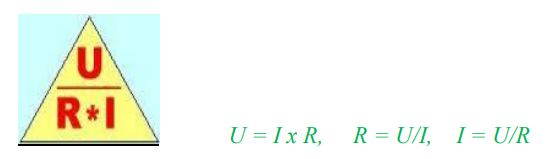 U
R*I
U = I x R, R = U/I, I = U/R